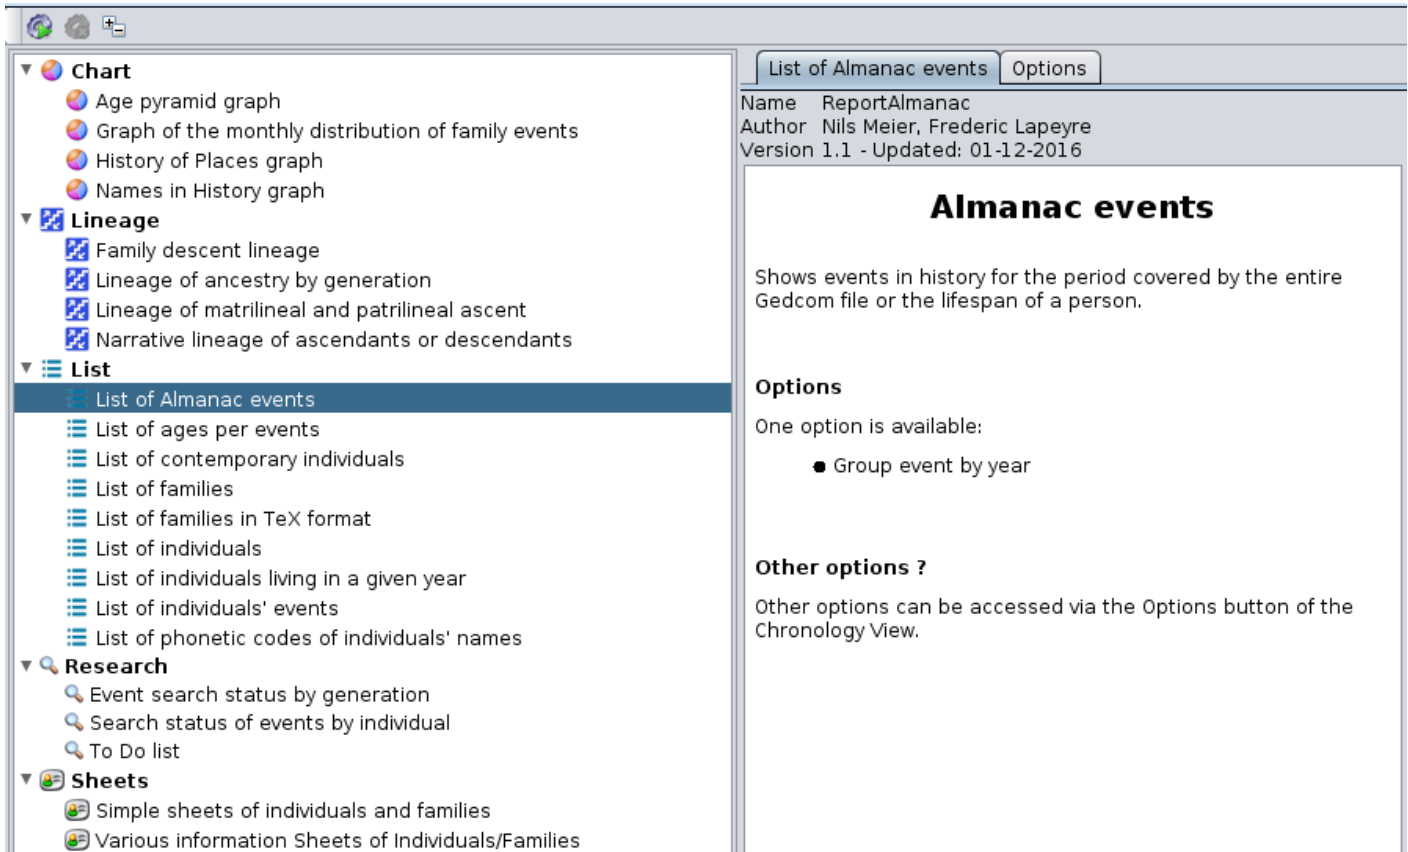 Chart
Age pyramid graph
Graph of the monthly distribution of family events
History of Places graph
Names in History graph
Lineage
Family descent lineage
Lineage of ancestry by generation
Lineage of matrilineal and patrilineal ascent
Narrative lineage of ascendants or descendants
List
List of Almanac events
List of ages per events
List of contemporary individuals
List of families
List of families in TeX format
List of individuals
List of individuals living in a given year
List of individuals' events
List of phonetic codes of individuals' names
Research
Event search status by generation
Search status of events by individual
To Do list
Sheets
Simple sheets of individuals and families
Various information Sheets of Individuals/Families
List of Almanac events Options
Name ReportAlmanac
Author Nils Meier, Frederic Lapeyre
Version 1.1 - Updated: 01-12-2016
Almanac events
Shows events in history for the period covered by the entire
Gedcom file or the lifespan of a person.
Options
One option is available:
● Group event by year
Other options ?
Other options can be accessed via the Options button of the
Chronology View.